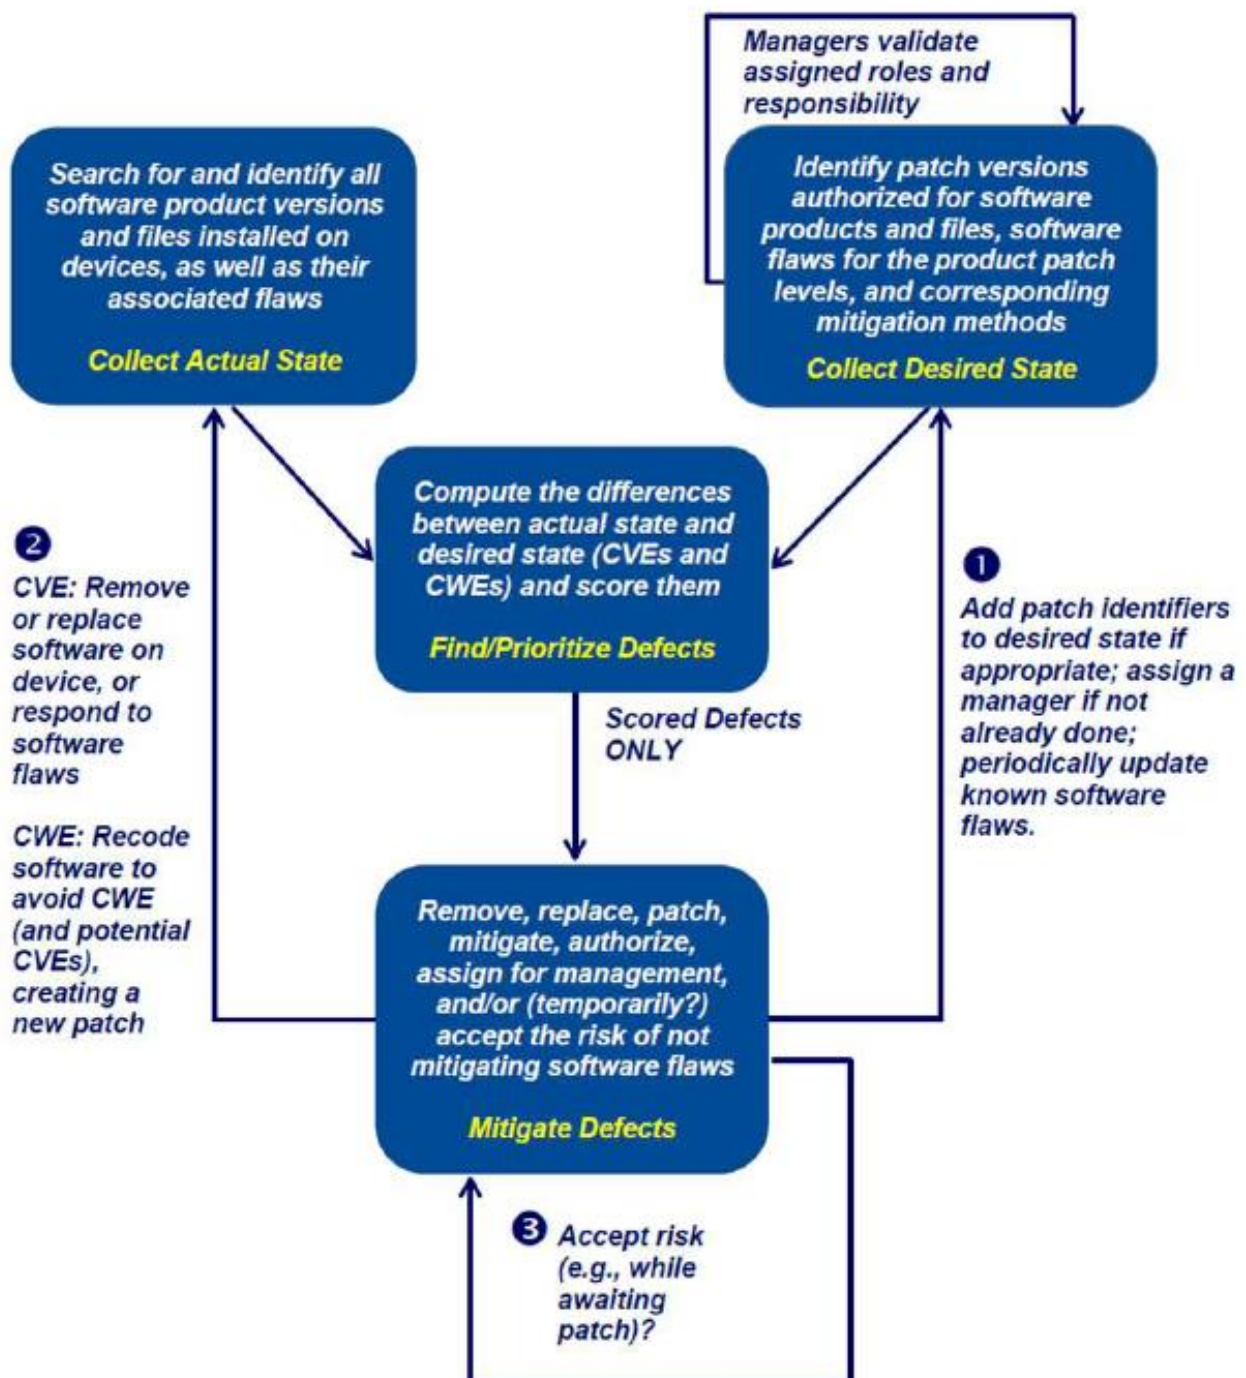 Managers validate
assigned roles and
responsibility
Search for and identify all
software product versions
and files installed on
devices, as well as their
associated flaws
Collect Actual State
Identify patch versions
authorized for software
products and files, software
flaws for the product patch
levels, and corresponding
mitigation methods
Collect Desired State
Compute the differences
between actual state and
desired state (CVEs and
CWEs) and score them
Find/Prioritize Defects
❷
CVE: Remove
or replace
software on
device, or
respond to
software
flaws
CWE: Recode
software to
avoid CWE
(and potential
CVEs),
creating a
new patch
Scored Defects
ONLY
❶
Add patch identifiers
to desired state if
appropriate; assign a
manager if not
already done;
periodically update
known software
flaws.
Remove, replace, patch,
mitigate, authorize,
assign for management,
and/or (temporarily?)
accept the risk of not
mitigating software flaws
Mitigate Defects
❸ Accept risk
(e.g., while
awaiting
patch)?